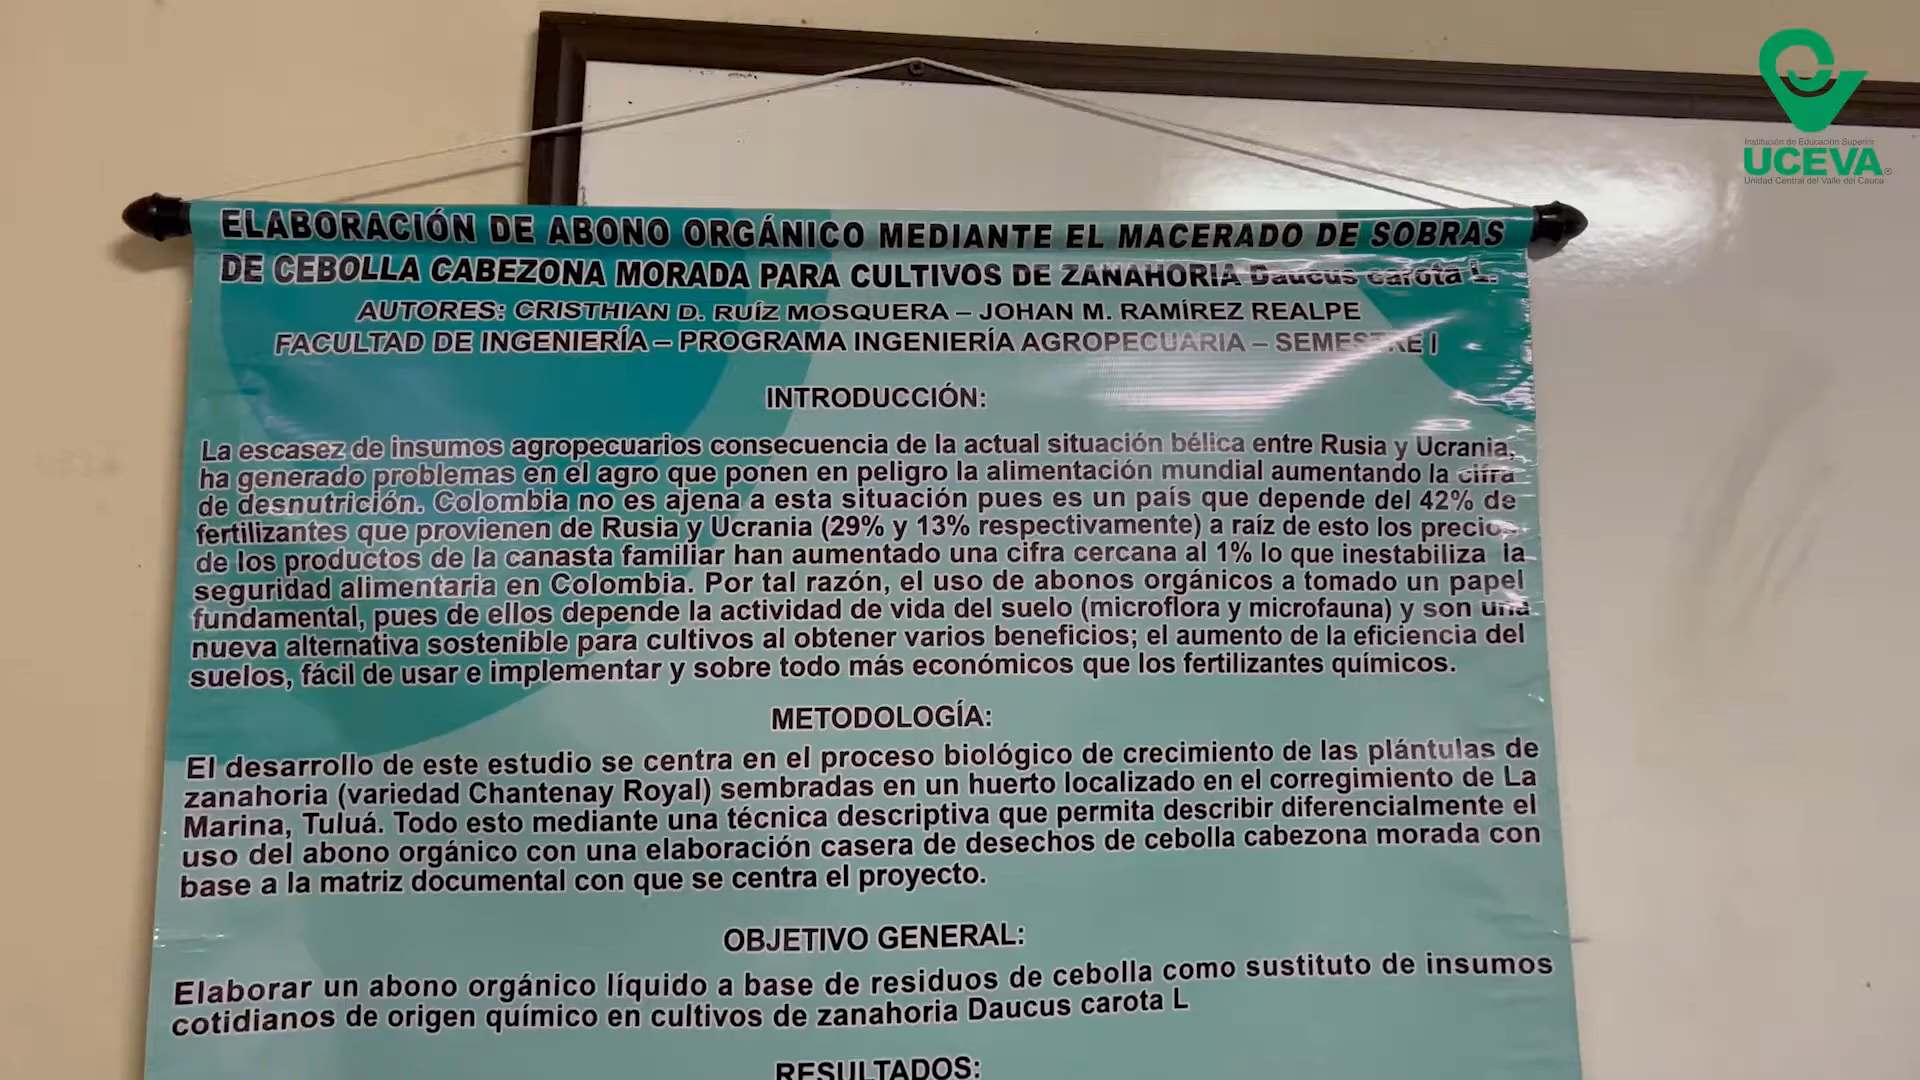 Institución de Educación Superior
UCEVA
Unidad Central del Valle del Cauca
ELABORACIÓN DE ABONO ORGÁNICO MEDIANTE EL MACERADO DE SOBRAS
DE CEBOLLA CABEZONA MORADA PARA CULTIVOS DE ZANAHORIA Daucus carota L.
AUTORES: CRISTHIAN D. RUÍZ MOSQUERA – JOHAN M. RAMÍREZ REALPE
FACULTAD DE INGENIERÍA – PROGRAMA INGENIERÍA AGROPECUARIA – SEMESTRE I
INTRODUCCIÓN:
La escasez de insumos agropecuarios consecuencia de la actual situación bélica entre Rusia y Ucrania,
ha generado problemas en el agro que ponen en peligro la alimentación mundial aumentando la cifra
de desnutrición. Colombia no es ajena a esta situación pues es un país que depende del 42% de
fertilizantes que provienen de Rusia y Ucrania (29% y 13% respectivamente) a raíz de esto los precios
de los productos de la canasta familiar han aumentado una cifra cercana al 1% lo que inestabiliza la
seguridad alimentaria en Colombia. Por tal razón, el uso de abonos orgánicos a tomado un papel
fundamental, pues de ellos depende la actividad de vida del suelo (microflora y microfauna) y son una
nueva alternativa sostenible para cultivos al obtener varios beneficios; el aumento de la eficiencia del
suelos, fácil de usar e implementar y sobre todo más económicos que los fertilizantes químicos.
METODOLOGÍA:
El desarrollo de este estudio se centra en el proceso biológico de crecimiento de las plántulas de
zanahoria (variedad Chantenay Royal) sembradas en un huerto localizado en el corregimiento de La
Marina, Tuluá. Todo esto mediante una técnica descriptiva que permita describir diferencialmente el
uso del abono orgánico con una elaboración casera de desechos de cebolla cabezona morada con
base a la matriz documental con que se centra el proyecto.
OBJETIVO GENERAL:
Elaborar un abono orgánico líquido a base de residuos de cebolla como sustituto de insumos
cotidianos de origen químico en cultivos de zanahoria Daucus carota L
RESULTADOS: